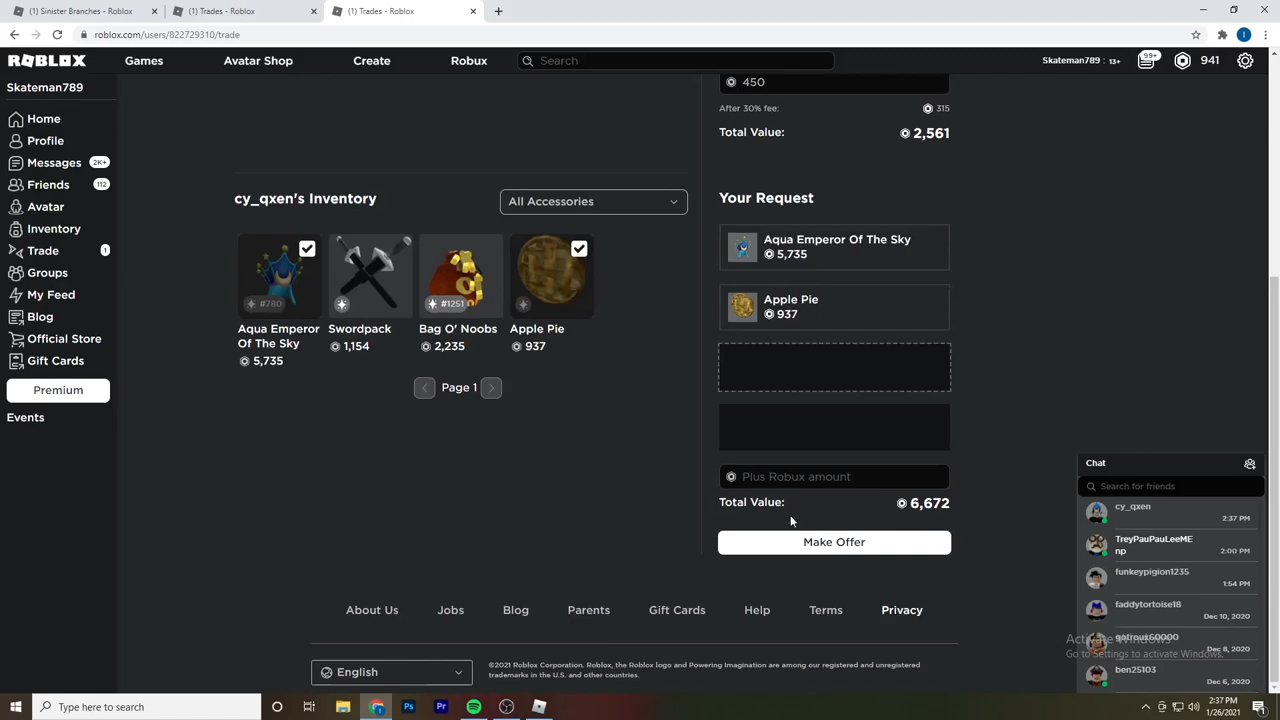 (1) Sinister Branches - Roblox
(1) Trades - Roblox
(1) Trades - Roblox
roblox.com/users/822729310/trade
ROBLOX
Games
Avatar Shop
Create
Robux
Search
Skateman789 : 13+
99+
941
Skateman789
Home
Profile
Messages
2K+
Friends
112
Avatar
Inventory
Trade
1
Groups
My Feed
Blog
Official Store
Gift Cards
Premium
Events
cy_qxen's Inventory
All Accessories
#780
Aqua Emperor Of The Sky
5,735
Swordpack
1,154
#1251
Bag O' Noobs
2,235
Apple Pie
937
Page 1
450
After 30% fee:
315
Total Value:
2,561
Your Request
Aqua Emperor Of The Sky
5,735
Apple Pie
937
Plus Robux amount
Total Value:
6,672
Make Offer
Chat
Search for friends
cy_qxen
2:37 PM
TreyPauPauLeeME
np
2:00 PM
funkeypigion1235
1:54 PM
faddytortoise18
Dec 10, 2020
Dec 8, 2020
ben25103
Dec 6, 2020
Activate Windows
Go to Settings to activate Windows.
About Us
Jobs
Blog
Parents
Gift Cards
Help
Terms
Privacy
English
©2021 Roblox Corporation. Roblox, the Roblox logo and Powering Imagination are among our registered and unregistered
trademarks in the U.S. and other countries.
Type here to search
2:37 PM
1/26/2021